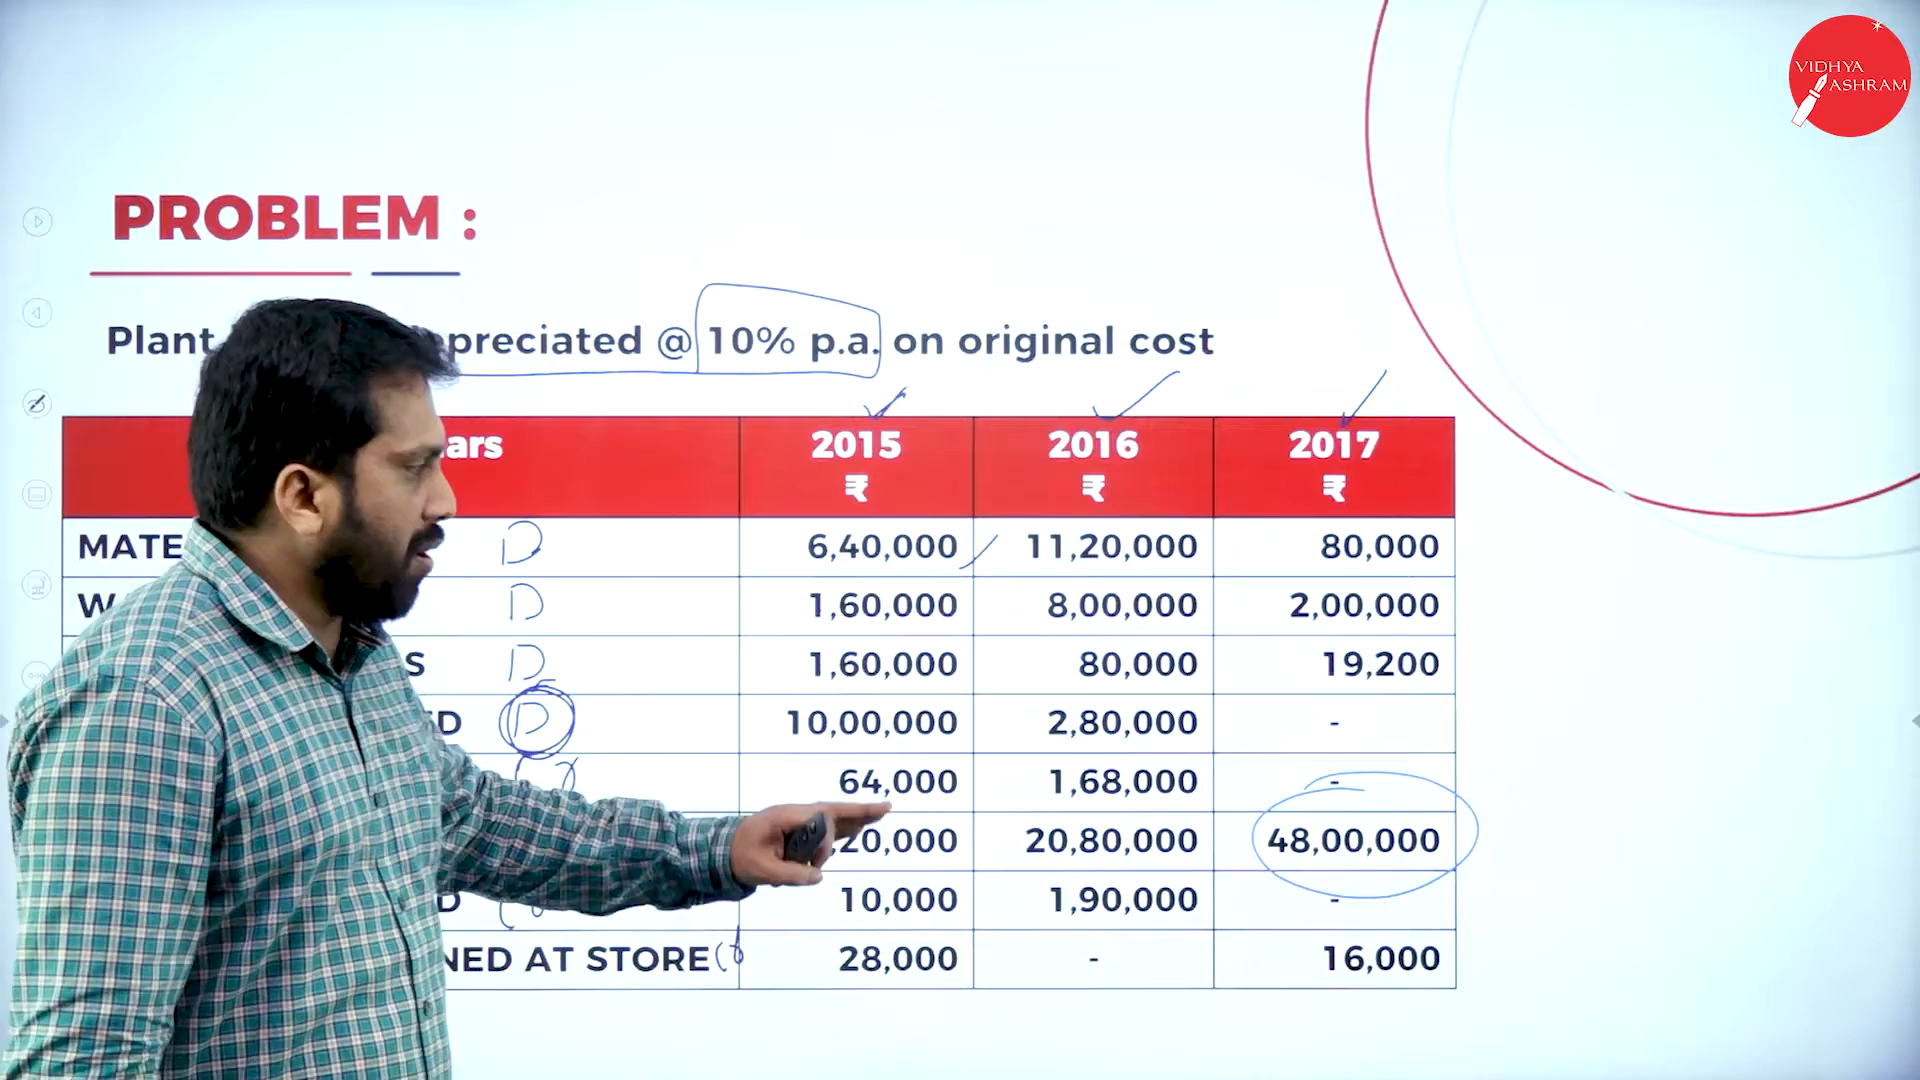 VIDHYA
ASHRAM
PROBLEM :
Plant preciated @ 10% p.a. on original cost
ars 2015 2016 2017
₹ ₹ ₹
MATE D 6,40,000 11,20,000 80,000
W D 1,60,000 8,00,000 2,00,000
S D 1,60,000 80,000 19,200
D D 10,00,000 2,80,000 -
64,000 1,68,000 -
20,000 20,80,000 48,00,000
D 10,000 1,90,000 -
NED AT STORE 28,000 - 16,000